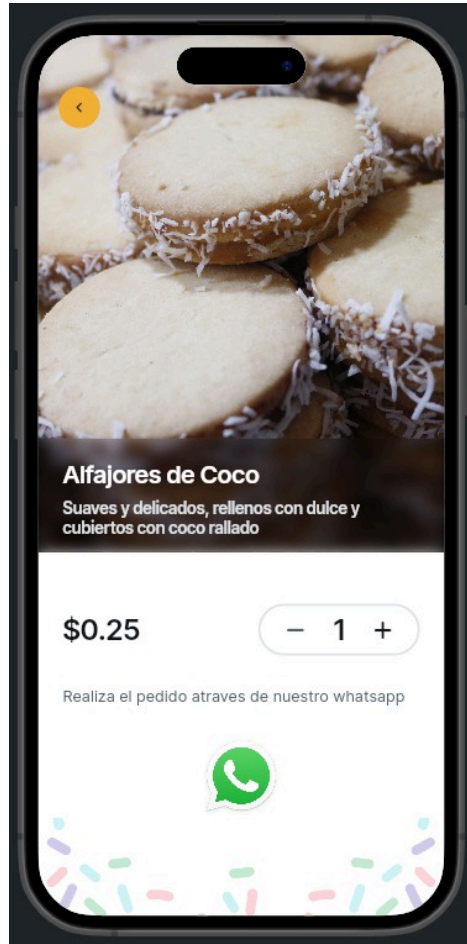 Alfajores de Coco
Suaves y delicados, rellenos con dulce y
cubiertos con coco rallado
$0.25
− 1 +
Realiza el pedido atraves de nuestro whatsapp